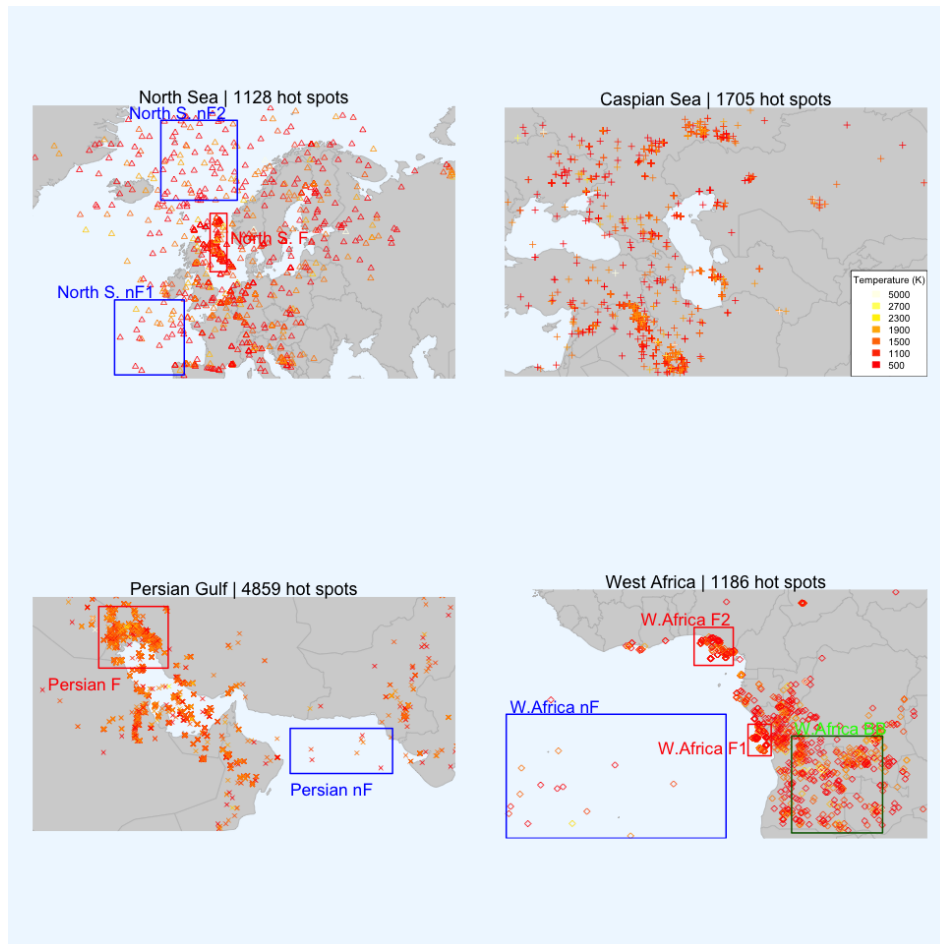 North Sea | 1128 hot spots
North S. nF2
North S. F
North S. nF1
Caspian Sea | 1705 hot spots
Temperature (K)
5000
2700
2300
1900
1500
1100
500
Persian Gulf | 4859 hot spots
Persian F
Persian nF
West Africa | 1186 hot spots
W.Africa F2
W.Africa nF
W.Africa F1
W.Africa